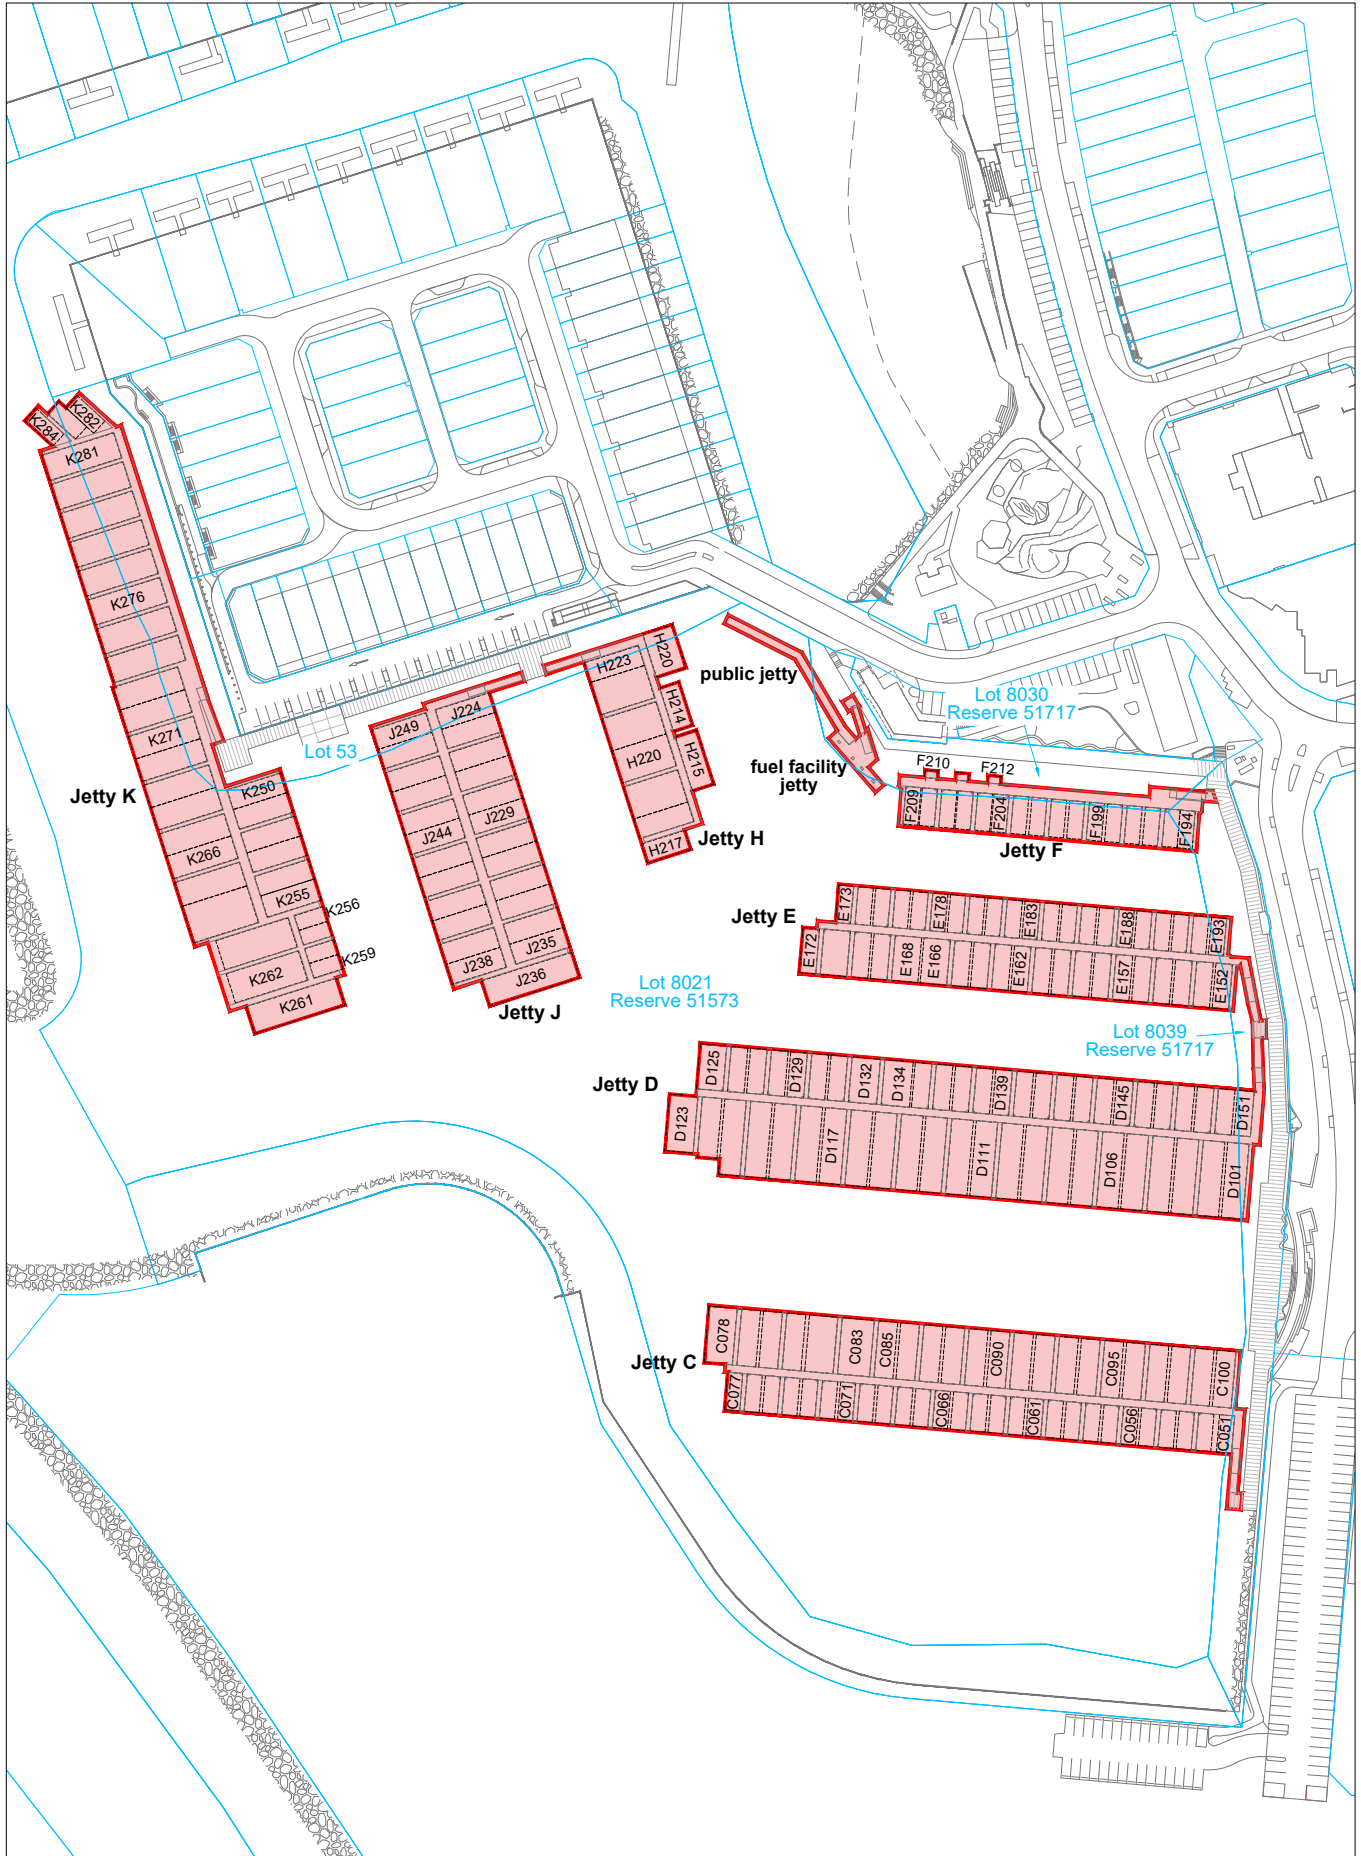 K282
K284
K281
K276
K271
K266
K262
K261
K250
K255
K256
K259
Jetty K
Lot 53
J249
J224
J244
J229
J238
J235
J236
Jetty J
H223
H220
H214
H220
H215
H217
Jetty H
public jetty
fuel facility
jetty
Lot 8030
Reserve 51717
F210
F212
F209
F204
F199
F194
Jetty F
Jetty E
E173
E178
E183
E188
E193
E172
E168
E166
E162
E157
E152
Lot 8021
Reserve 51573
Lot 8039
Reserve 51717
Jetty D
D125
D129
D132
D134
D139
D145
D151
D123
D117
D111
D106
D101
Jetty C
C078
C083
C085
C090
C095
C100
C077
C071
C066
C061
C056
C051